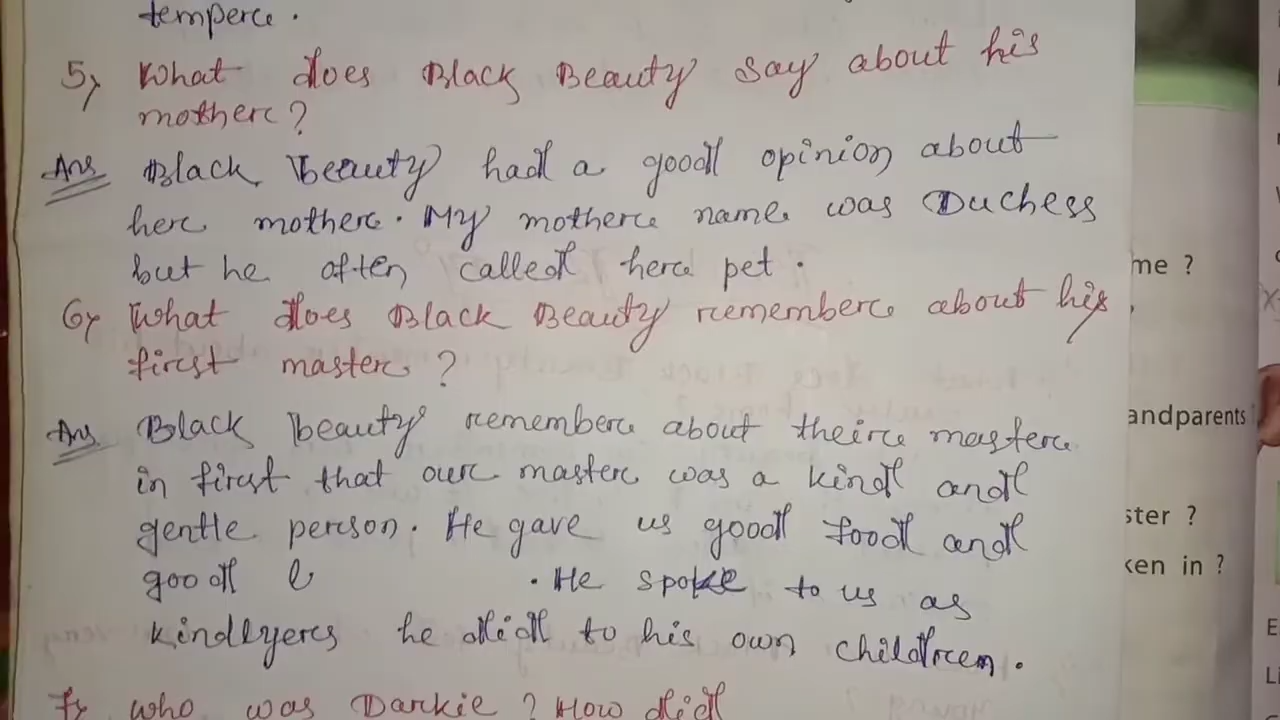 temper.
5) What does Black Beauty say about his
mother?
Ans Black Beauty had a good opinion about
her mother. My mother name was Duchess
but he often called her pet.
6) What does Black Beauty remember about his
first master?
Ans Black Beauty remember about their master
in first that our master was a kind and
gentle person. He gave us good food and
good l . He spoke to us as
kindlyers he did to his own children.
7) Who was Darkie? How did
me ?
andparents
ster ?
ken in ?
E
Li